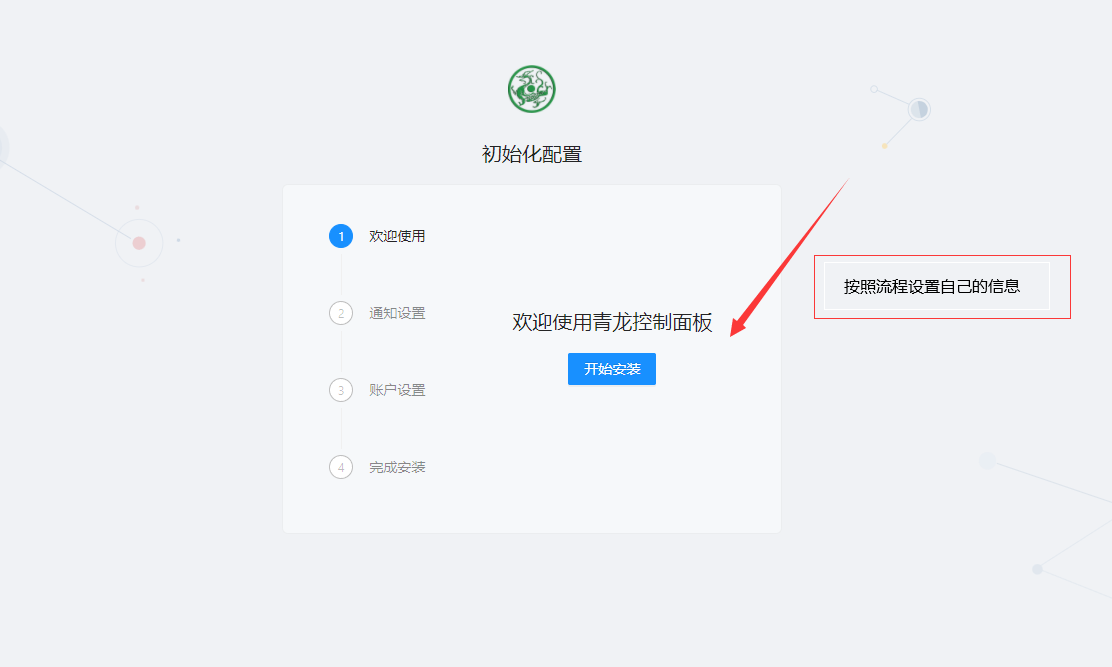 初始化配置
1 欢迎使用
2 通知设置
3 账户设置
4 完成安装
欢迎使用青龙控制面板
开始安装
按照流程设置自己的信息